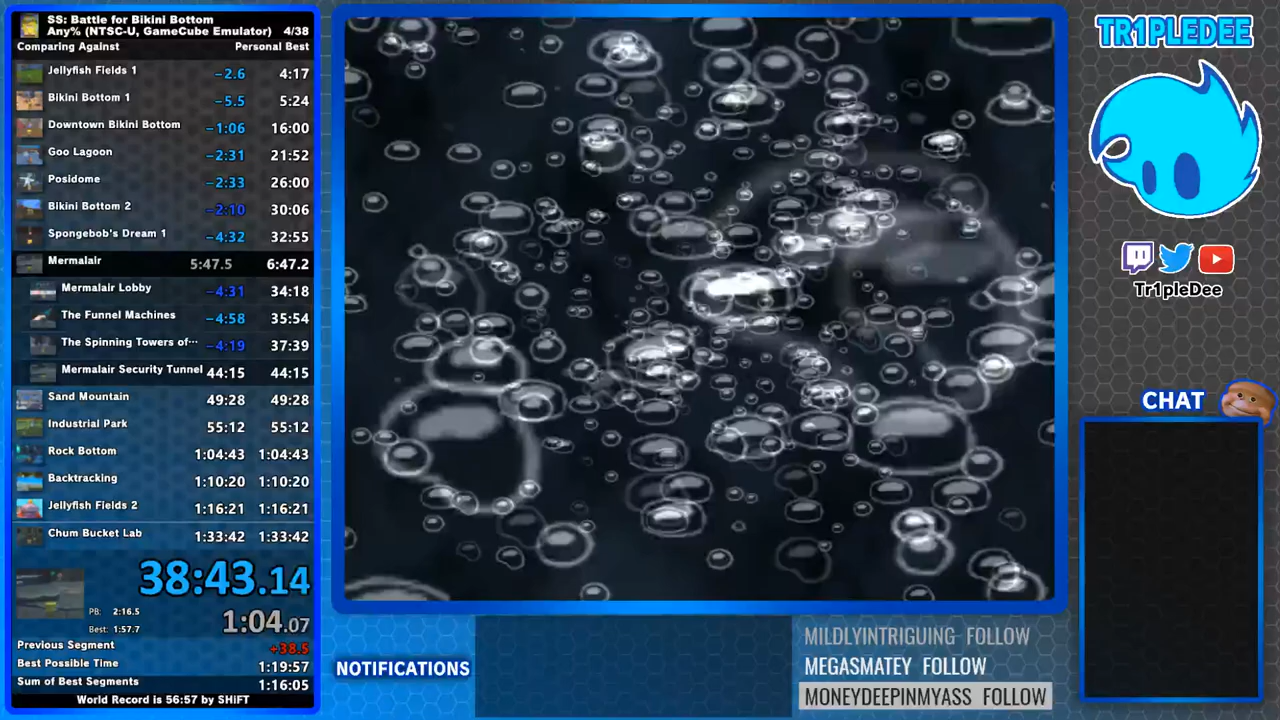 SS: Battle for Bikini Bottom
Any% (NTSC-U, GameCube Emulator) 4/38
Comparing Against Personal Best
Jellyfish Fields 1 -2.6 4:17
Bikini Bottom 1 -5.5 5:24
Downtown Bikini Bottom -1:06 16:00
Goo Lagoon -2:31 21:52
Posidome -2:33 26:00
Bikini Bottom 2 -2:10 30:06
Spongebob's Dream 1 -4:32 32:55
Mermalair 5:47.5 6:47.2
Mermalair Lobby -4:31 34:18
The Funnel Machines -4:58 35:54
The Spinning Towers of... -4:19 37:39
Mermalair Security Tunnel 44:15 44:15
Sand Mountain 49:28 49:28
Industrial Park 55:12 55:12
Rock Bottom 1:04:43 1:04:43
Backtracking 1:10:20 1:10:20
Jellyfish Fields 2 1:16:21 1:16:21
Chum Bucket Lab 1:33:42 1:33:42
38:43.14
PB: 2:16.5
Best: 1:57.7
1:04.07
Previous Segment +38.5
Best Possible Time 1:19:57
Sum of Best Segments 1:16:05
World Record is 56:57 by SHiFT
NOTIFICATIONS
MILDLYINTRIGUING FOLLOW
MEGASMATEY FOLLOW
MONEYDEEPINMYASS FOLLOW
TR1PLEDEE
Tr1pleDee
CHAT